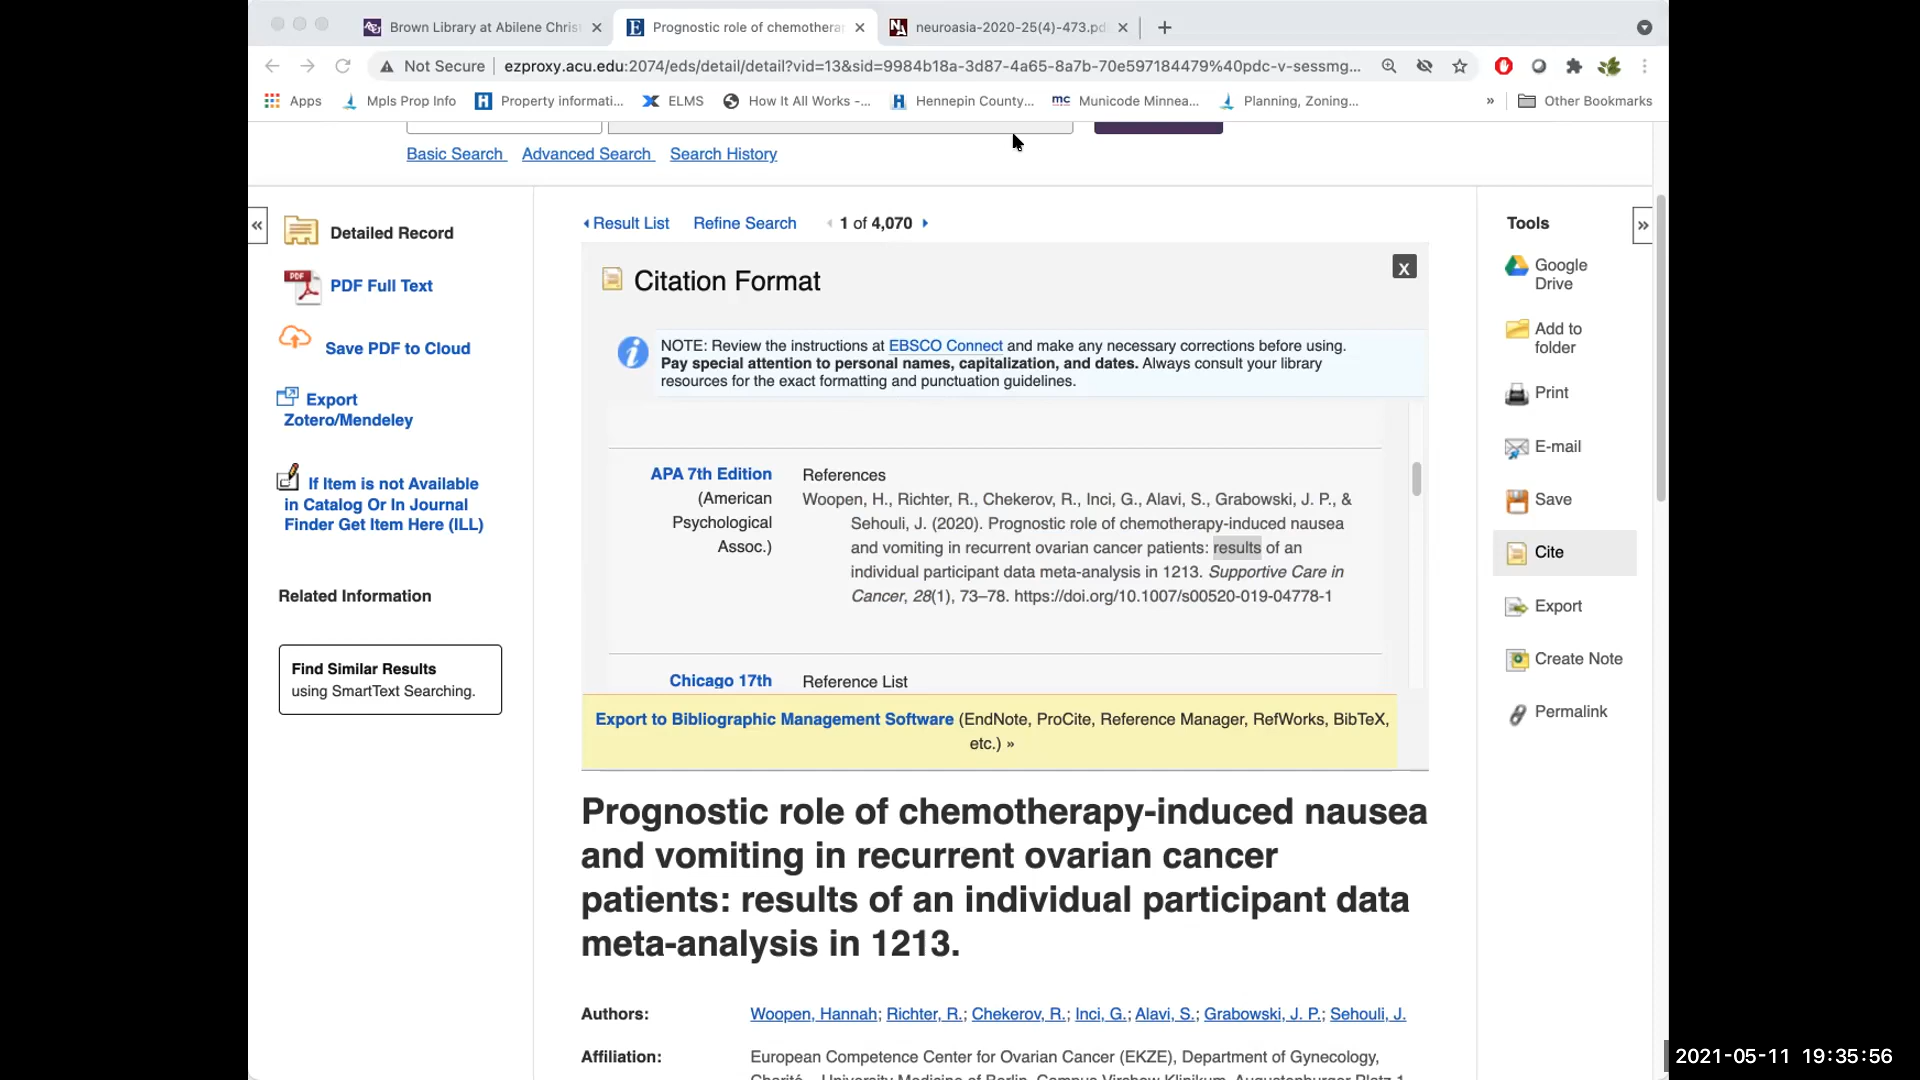 Brown Library at Abilene Christ
Prognostic role of chemothera
neuroasia-2020-25(4)-473.pd
Not Secure
ezproxy.acu.edu:2074/eds/detail/detail?vid=13&sid=9984b18a-3d87-4a65-8a7b-70e597184479%40pdc-v-sessmg...
Apps
Mpls Prop Info
Property informati...
ELMS
How It All Works -...
Hennepin County...
mc Municode Minnea...
Planning, Zoning...
»
Other Bookmarks
Basic Search
Advanced Search
Search History
«
Detailed Record
PDF Full Text
Save PDF to Cloud
Export
Zotero/Mendeley
If Item is not Available
in Catalog Or In Journal
Finder Get Item Here (ILL)
Related Information
Find Similar Results
using SmartText Searching.
Result List
Refine Search
1 of 4,070
Citation Format
X
NOTE: Review the instructions at EBSCO Connect and make any necessary corrections before using.
Pay special attention to personal names, capitalization, and dates. Always consult your library
resources for the exact formatting and punctuation guidelines.
APA 7th Edition
(American
Psychological
Assoc.)
References
Woopen, H., Richter, R., Chekerov, R., Inci, G., Alavi, S., Grabowski, J. P., &
Sehouli, J. (2020). Prognostic role of chemotherapy-induced nausea
and vomiting in recurrent ovarian cancer patients: results of an
individual participant data meta-analysis in 1213. Supportive Care in
Cancer, 28(1), 73–78. https://doi.org/10.1007/s00520-019-04778-1
Chicago 17th
Reference List
Export to Bibliographic Management Software (EndNote, ProCite, Reference Manager, RefWorks, BibTeX,
etc.) »
Prognostic role of chemotherapy-induced nausea
and vomiting in recurrent ovarian cancer
patients: results of an individual participant data
meta-analysis in 1213.
Authors:
Woopen, Hannah; Richter, R.; Chekerov, R.; Inci, G.; Alavi, S.; Grabowski, J. P.; Sehouli, J.
Affiliation:
European Competence Center for Ovarian Cancer (EKZE), Department of Gynecology,
Charité – University Medicine of Berlin, Campus Virchow Klinikum, Augustenburger Platz 1,
Tools
»
Google
Drive
Add to
folder
Print
E-mail
Save
Cite
Export
Create Note
Permalink
2021-05-11 19:35:56